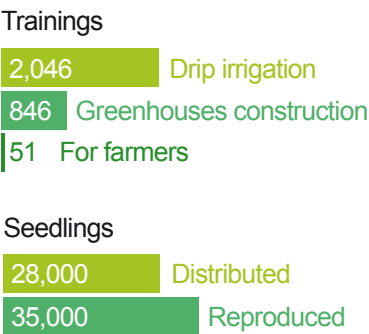 Trainings
2,046 Drip irrigation
846 Greenhouses construction
51 For farmers
Seedlings
28,000 Distributed
35,000 Reproduced